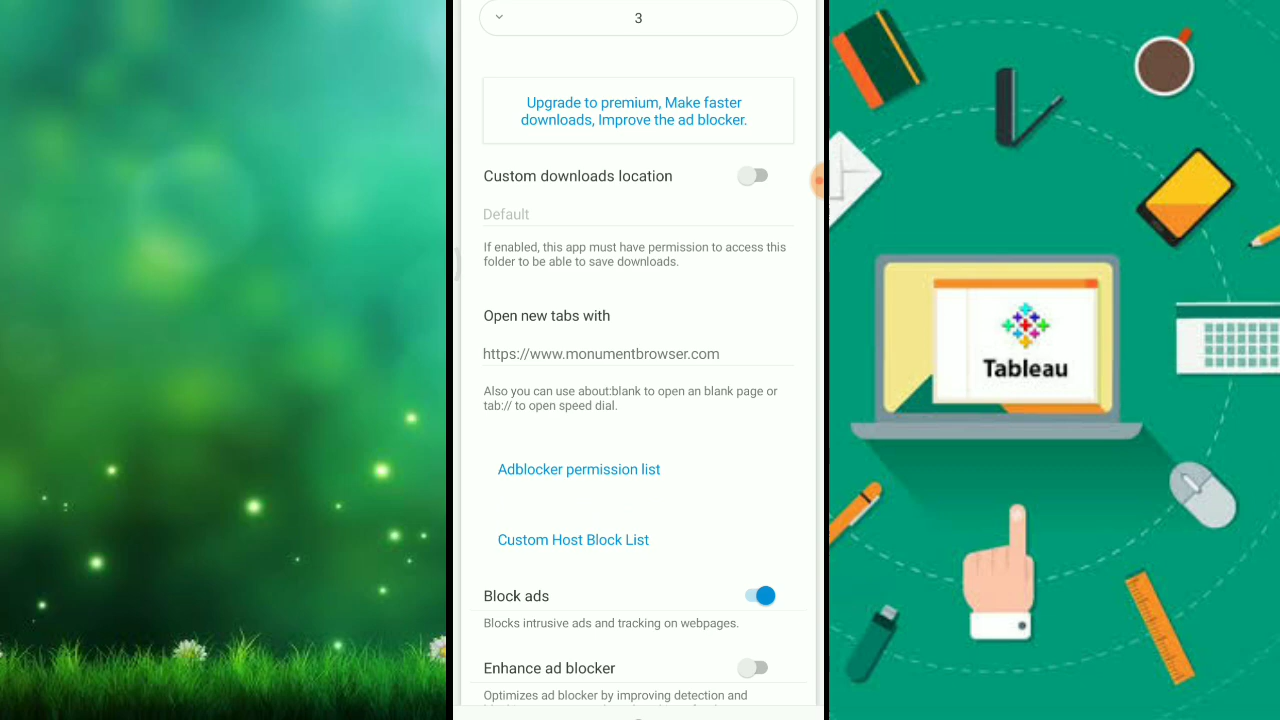 3
Upgrade to premium, Make faster
downloads, Improve the ad blocker.
Custom downloads location
Default
If enabled, this app must have permission to access this
folder to be able to save downloads.
Open new tabs with
https://www.monumentbrowser.com
Also you can use about:blank to open an blank page or
tab:// to open speed dial.
Adblocker permission list
Custom Host Block List
Block ads
Blocks intrusive ads and tracking on webpages.
Enhance ad blocker
Optimizes ad blocker by improving detection and
Tableau